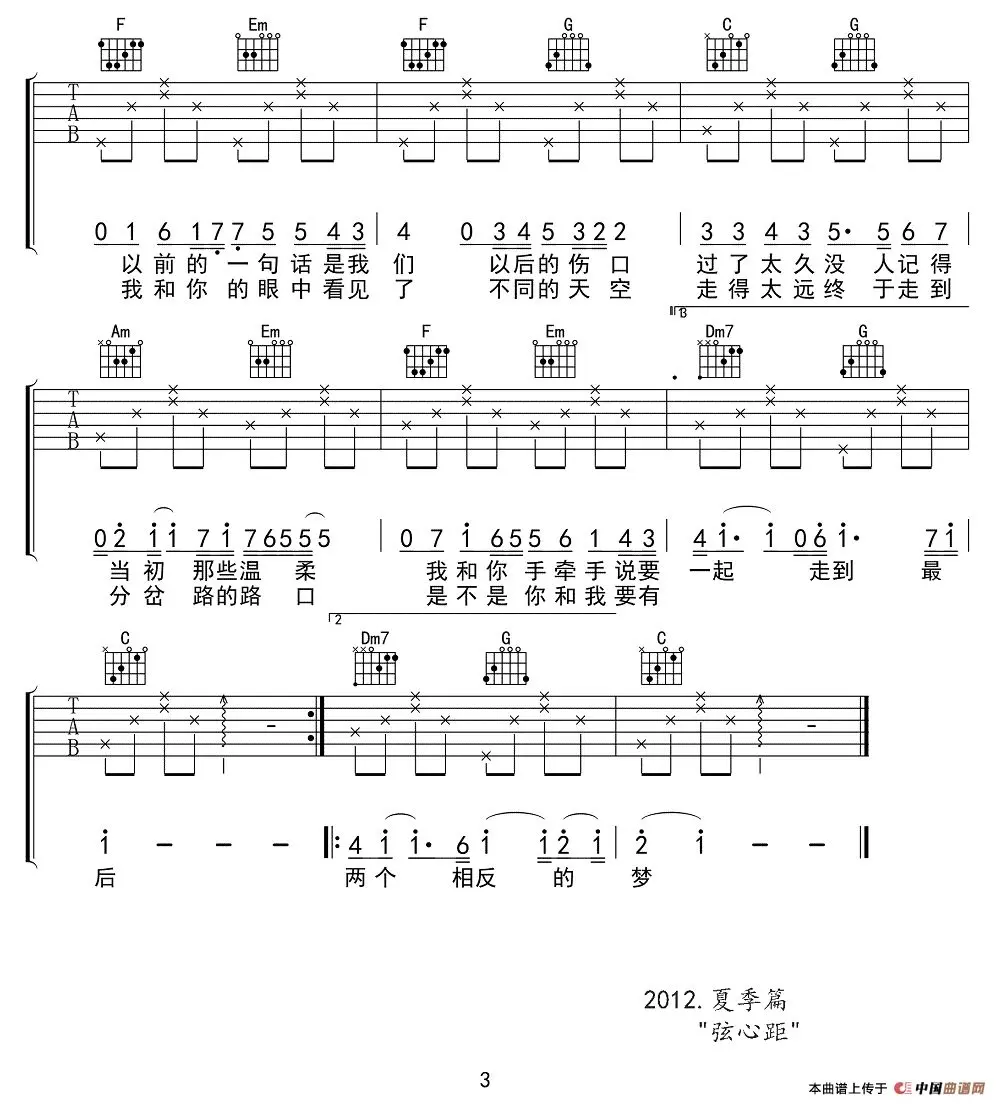 F Em F G C G
T A B
0 1 6 1 7 7 5 5 4 3 4 0 3 4 5 3 2 2 3 3 4 3 5· 5 6 7
以前的一句话是我们 以后的伤口 过了太久没人记得
我和你的眼中看见了 不同的天空 走得太远终于走到
Am Em F Em Dm7 G
T A B
0 2 1 1 7 1 7 6 5 5 5 5 0 7 1 6 5 5 6 1 4 3 4 1· 1 0 6 1· 7 1
当初那些温柔 我和你手牵手说要 一起走到最
分岔路的路口 是不是你和我要有
2
C Dm7 G C
T A B
1 - - - 4 1 1· 6 1 1 2 1 2 1 - -
后 两个相反的梦
2012.夏季篇
"弦心距"
3
本曲谱上传于 中国曲谱网